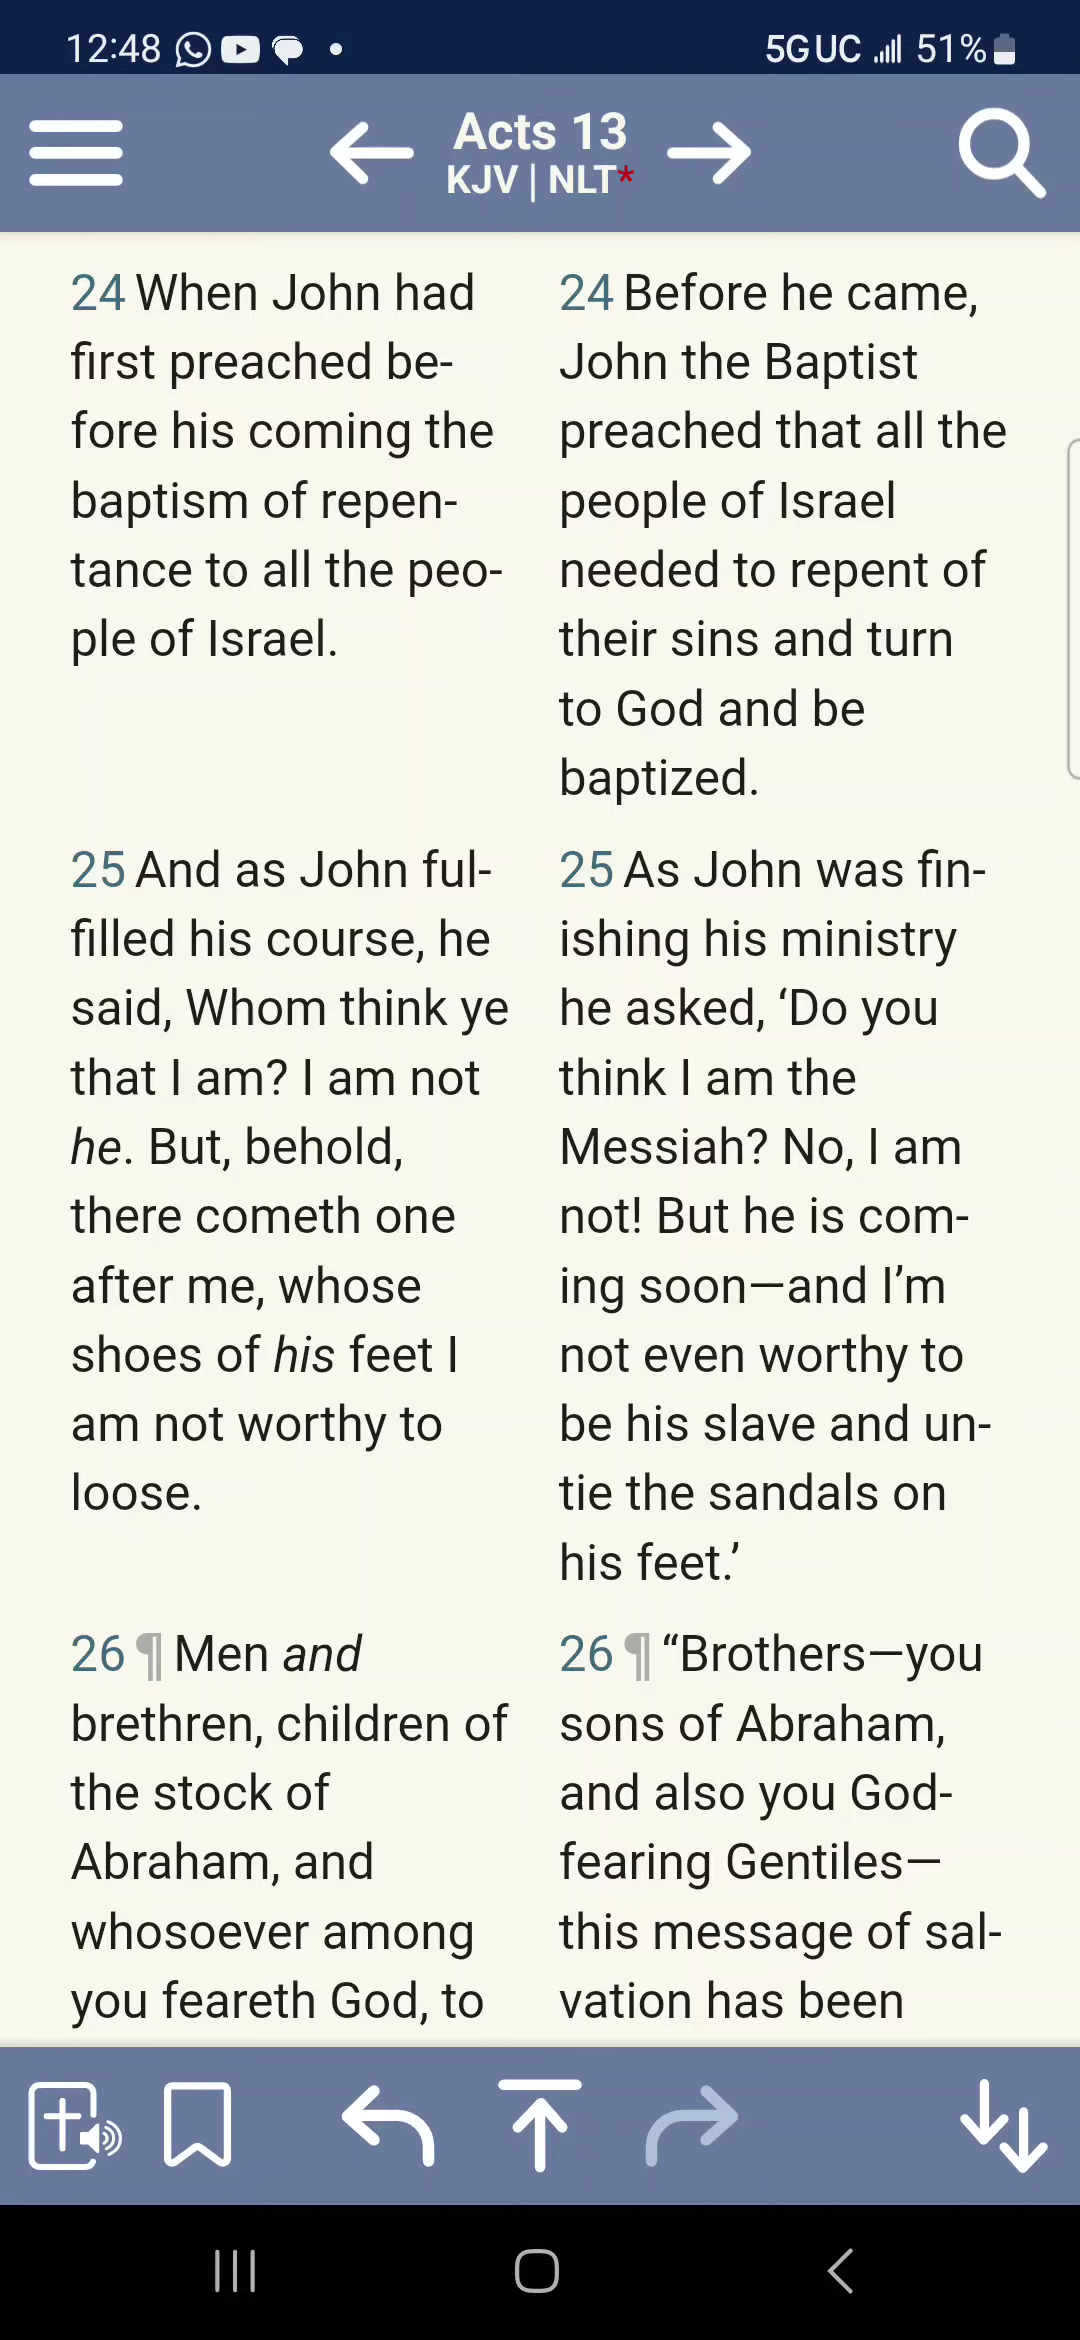 12:48
5G UC 51%
Acts 13
KJV | NLT*
24 When John had
first preached be-
fore his coming the
baptism of repen-
tance to all the peo-
ple of Israel.
24 Before he came,
John the Baptist
preached that all the
people of Israel
needed to repent of
their sins and turn
to God and be
baptized.
25 And as John ful-
filled his course, he
said, Whom think ye
that I am? I am not
he. But, behold,
there cometh one
after me, whose
shoes of his feet I
am not worthy to
loose.
25 As John was fin-
ishing his ministry
he asked, ‘Do you
think I am the
Messiah? No, I am
not! But he is com-
ing soon—and I’m
not even worthy to
be his slave and un-
tie the sandals on
his feet.’
26 ¶ Men and
brethren, children of
the stock of
Abraham, and
whosoever among
you feareth God, to
26 ¶ “Brothers—you
sons of Abraham,
and also you God-
fearing Gentiles—
this message of sal-
vation has been